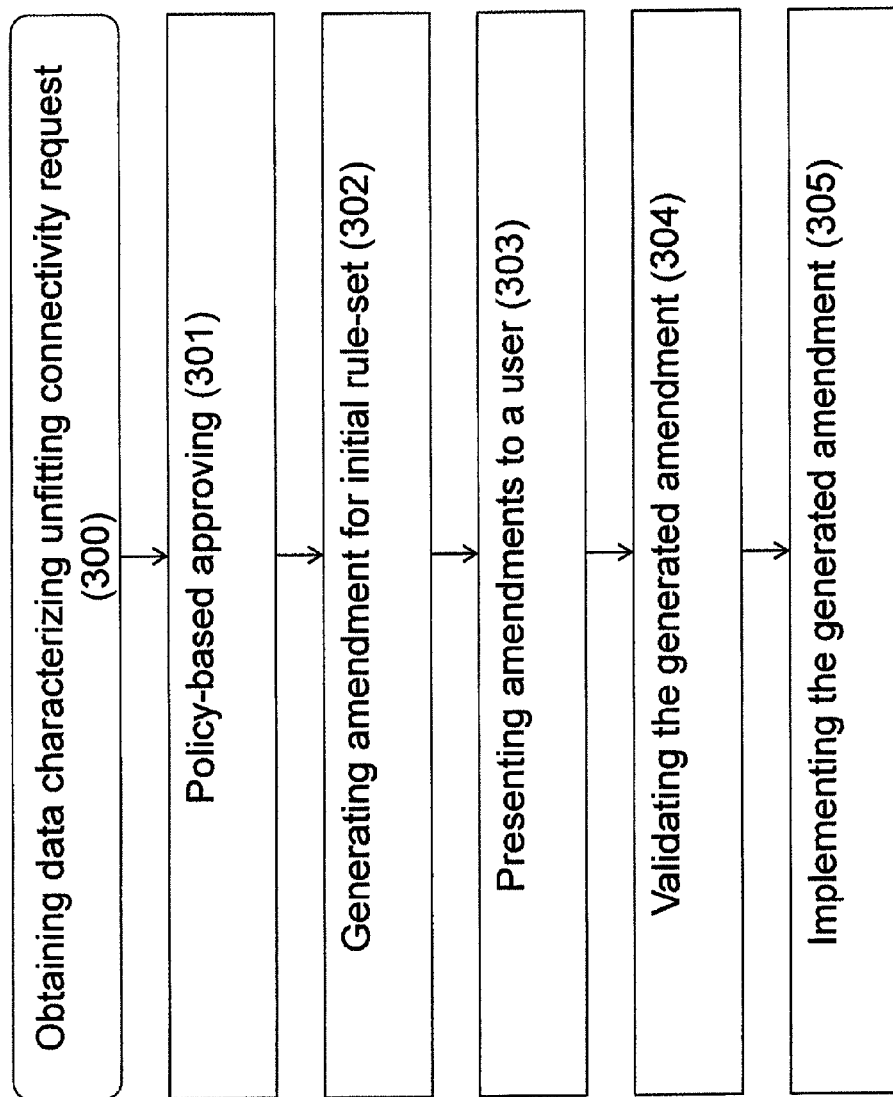 Obtaining data characterizing unfitting connectivity request
(300)
Policy-based approving (301)
Generating amendment for initial rule-set (302)
Presenting amendments to a user (303)
Validating the generated amendment (304)
Implementing the generated amendment (305)